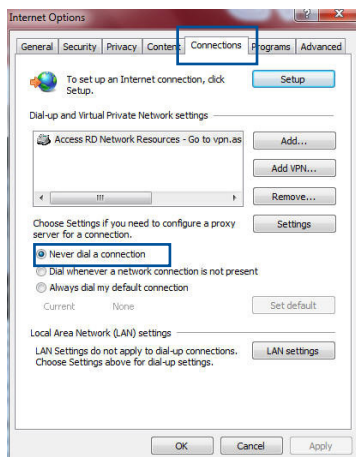 Internet Options
General Security Privacy Content Connections Programs Advanced
To set up an Internet connection, click
Setup.
Setup
Dial-up and Virtual Private Network settings
Access RD Network Resources - Go to vpn.as
Add...
Add VPN...
Remove...
Choose Settings if you need to configure a proxy
server for a connection.
Settings
Never dial a connection
Dial whenever a network connection is not present
Always dial my default connection
Current None
Set default
Local Area Network (LAN) settings
LAN Settings do not apply to dial-up connections.
Choose Settings above for dial-up settings.
LAN settings
OK Cancel Apply